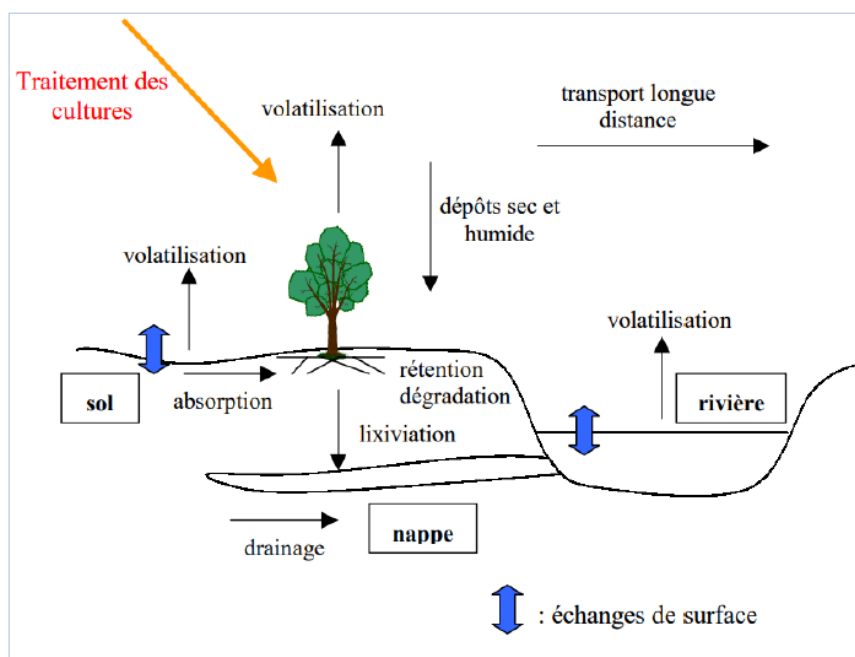 Traitement des
cultures
volatilisation
transport longue
distance
dépôts sec et
humide
volatilisation
volatilisation
sol
absorption
rétention
dégradation
rivière
lixiviation
drainage
nappe
: échanges de surface